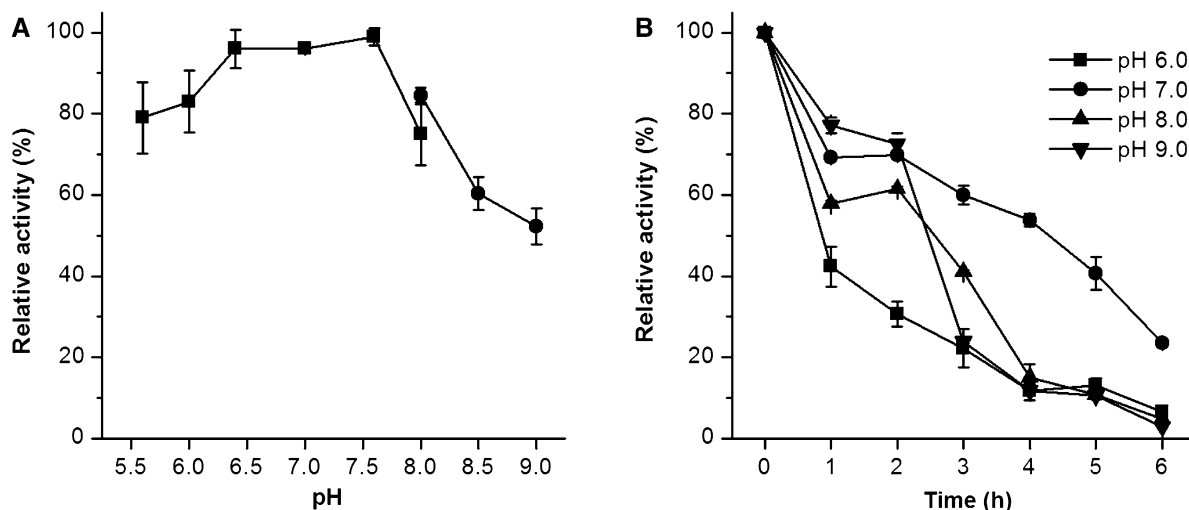 A
Relative activity (%)
100
80
60
40
20
0
5.5 6.0 6.5 7.0 7.5 8.0 8.5 9.0
pH
B
Relative activity (%)
100
80
60
40
20
0
0 1 2 3 4 5 6
Time (h)
pH 6.0
pH 7.0
pH 8.0
pH 9.0